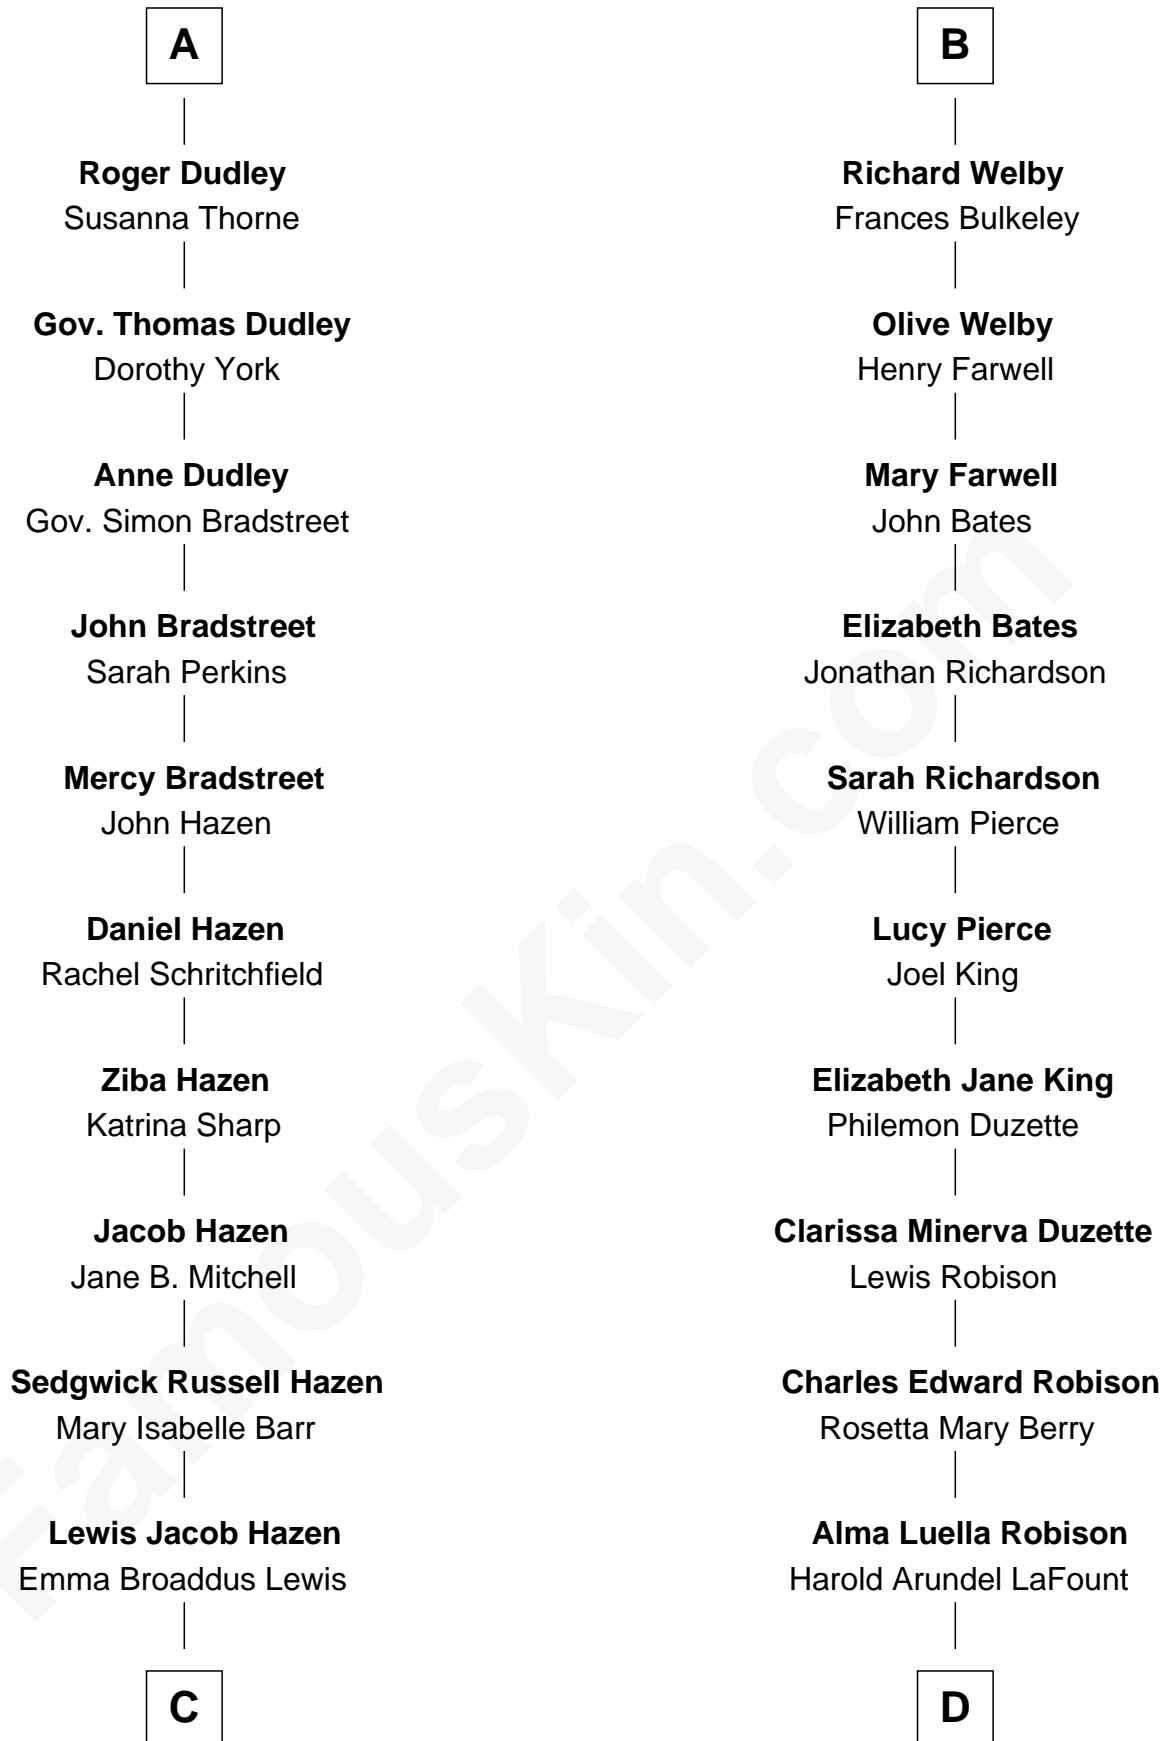 A
Roger Dudley
Susanna Thorne
Gov. Thomas Dudley
Dorothy York
Anne Dudley
Gov. Simon Bradstreet
John Bradstreet
Sarah Perkins
Mercy Bradstreet
John Hazen
Daniel Hazen
Rachel Schritchfield
Ziba Hazen
Katrina Sharp
Jacob Hazen
Jane B. Mitchell
Sedgwick Russell Hazen
Mary Isabelle Barr
Lewis Jacob Hazen
Emma Broaddus Lewis
C
B
Richard Welby
Frances Bulkeley
Olive Welby
Henry Farwell
Mary Farwell
John Bates
Elizabeth Bates
Jonathan Richardson
Sarah Richardson
William Pierce
Lucy Pierce
Joel King
Elizabeth Jane King
Philemon Duzette
Clarissa Minerva Duzette
Lewis Robison
Charles Edward Robison
Rosetta Mary Berry
Alma Luella Robison
Harold Arundel LaFount
D
FamousKin.com